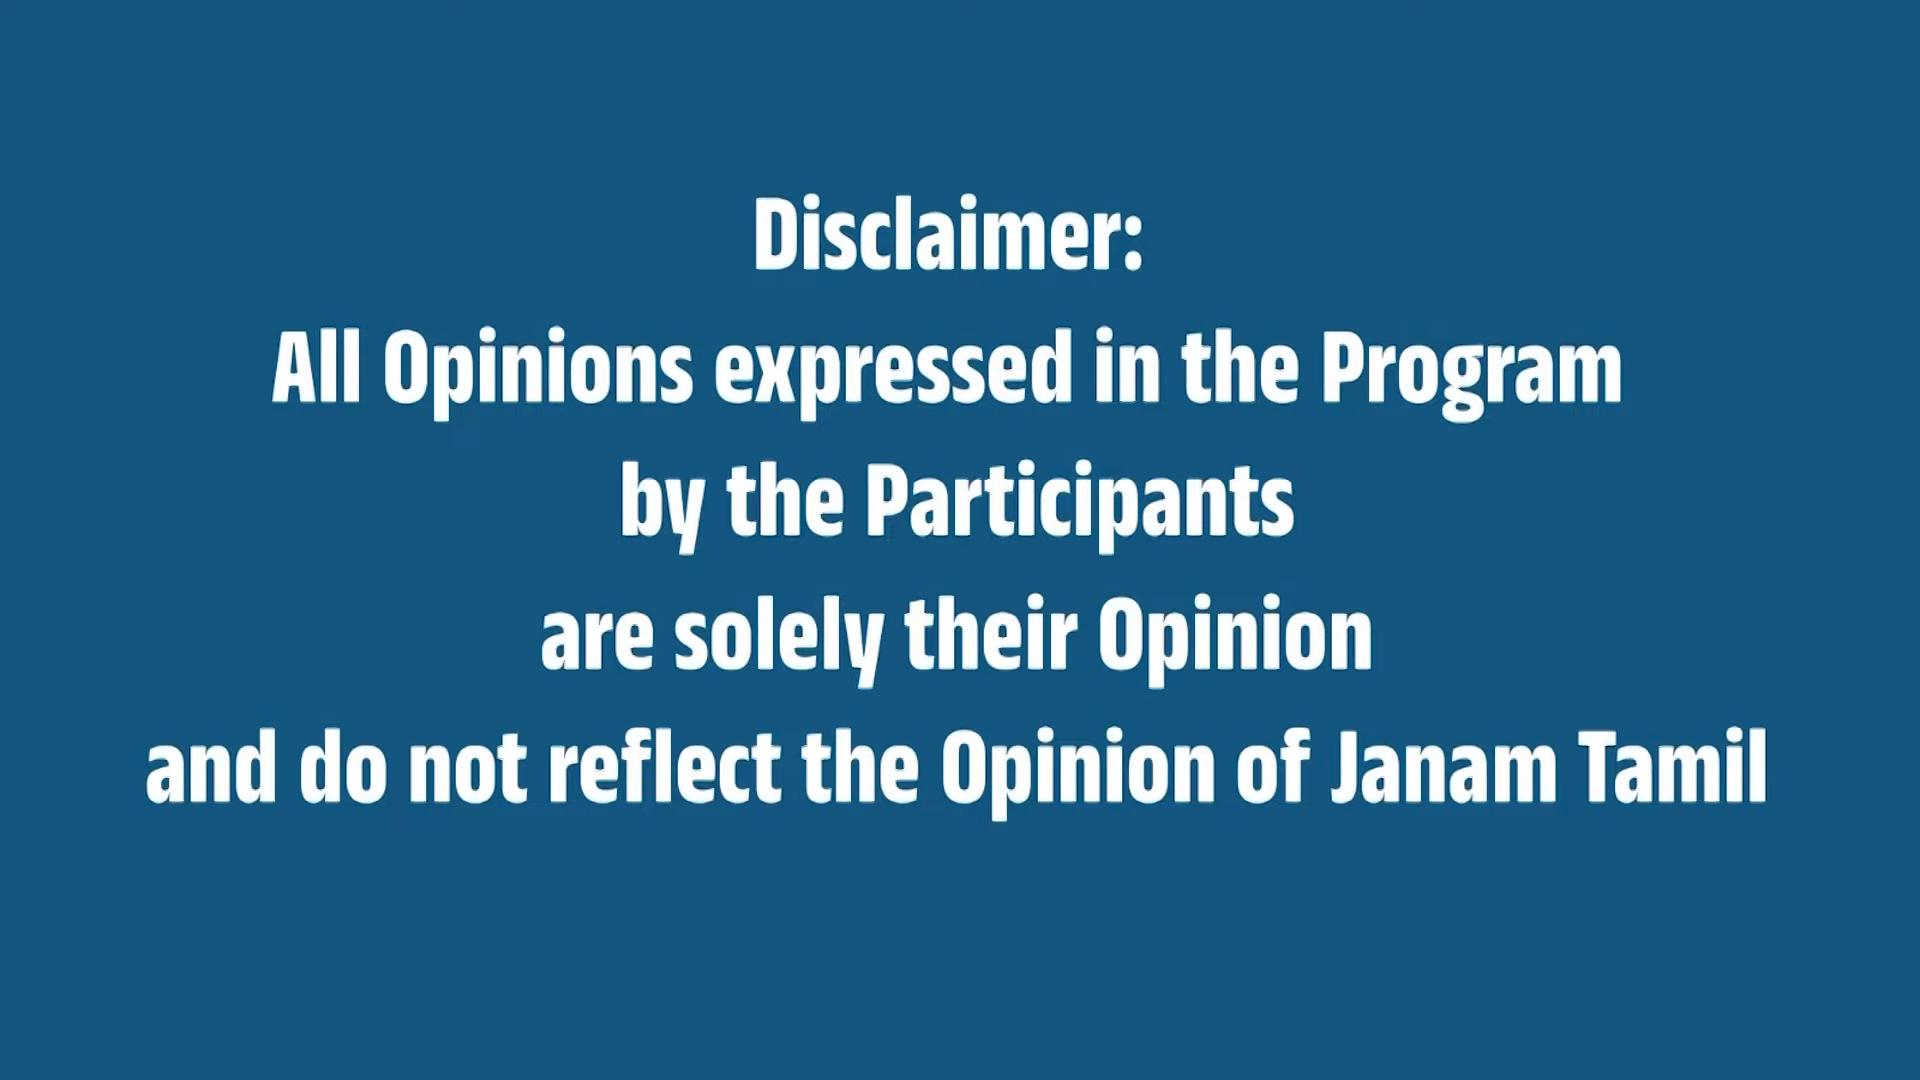 Disclaimer:
All Opinions expressed in the Program
by the Participants
are solely their Opinion
and do not reflect the Opinion of Janam Tamil